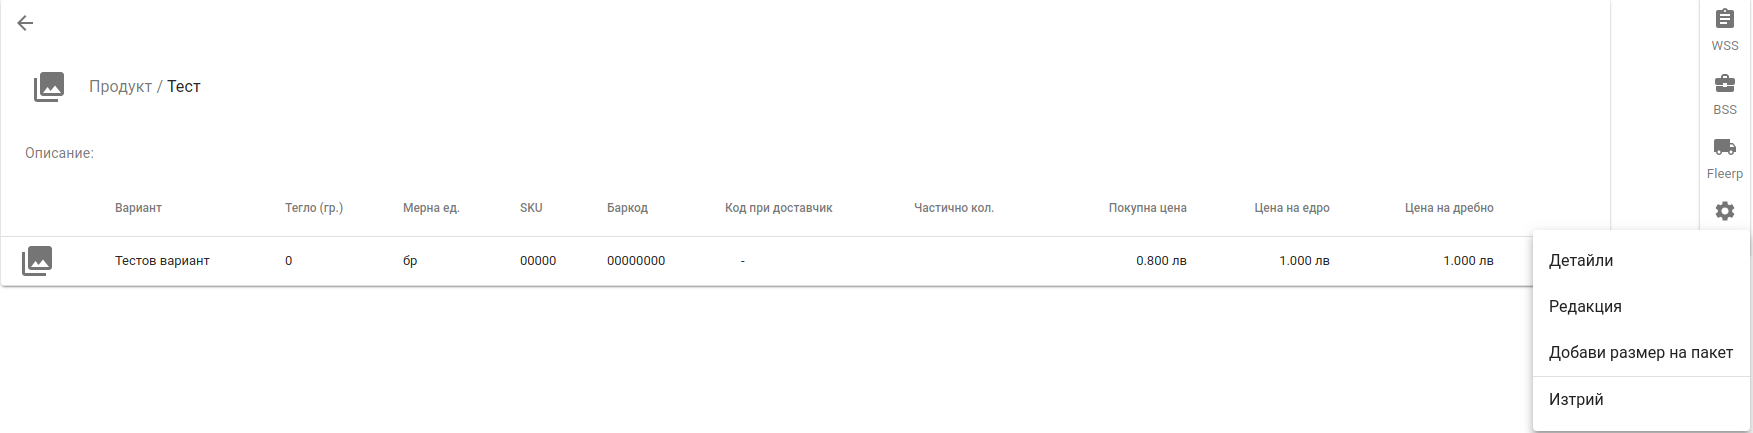 Продукт / Тест
Описание:
Вариант Тегло (гр.) Мерна ед. SKU Баркод Код при доставчик Частично кол. Покупна цена Цена на едро Цена на дребно
Тестов вариант 0 бр 00000 00000000 - 0.800 лв 1.000 лв 1.000 лв
WSS
BSS
Fleerp
Детайли
Редакция
Добави размер на пакет
Изтрий